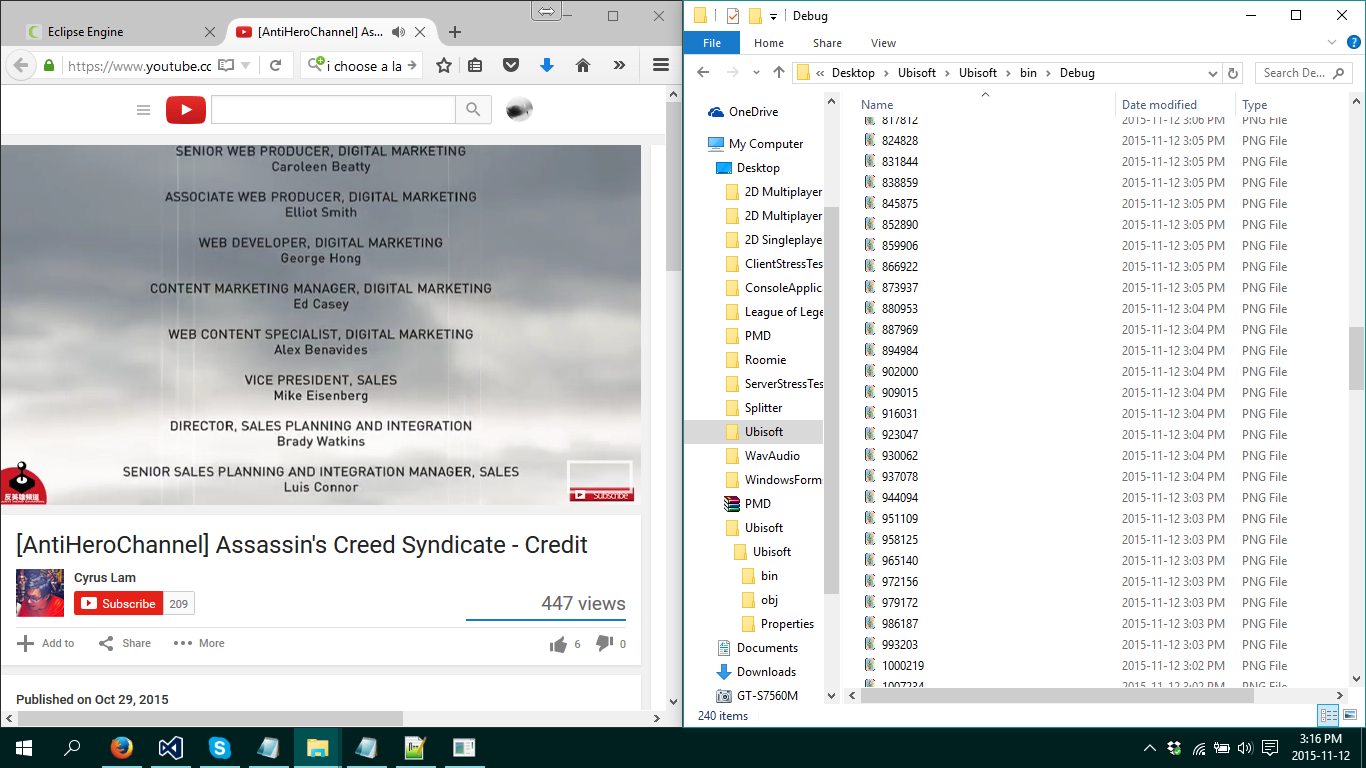 Eclipse Engine
[AntiHeroChannel] As...
https://www.youtube.cc
i choose a la
SENIOR WEB PRODUCER, DIGITAL MARKETING
Caroleen Beatty
ASSOCIATE WEB PRODUCER, DIGITAL MARKETING
Elliot Smith
WEB DEVELOPER, DIGITAL MARKETING
George Hong
CONTENT MARKETING MANAGER, DIGITAL MARKETING
Ed Casey
WEB CONTENT SPECIALIST, DIGITAL MARKETING
Alex Benavides
VICE PRESIDENT, SALES
Mike Eisenberg
DIRECTOR, SALES PLANNING AND INTEGRATION
Brady Watkins
SENIOR SALES PLANNING AND INTEGRATION MANAGER, SALES
Luis Connor
反英雄頻道
Subscribe
[AntiHeroChannel] Assassin's Creed Syndicate - Credit
Cyrus Lam
Subscribe 209
447 views
Add to Share More 6 0
Published on Oct 29, 2015
Debug
File Home Share View
« Desktop Ubisoft Ubisoft bin Debug
Search De...
OneDrive
My Computer
Desktop
2D Multiplayer
2D Multiplayer
2D Singleplaye
ClientStressTes
ConsoleApplica
League of Lege
PMD
Roomie
ServerStressTes
Splitter
Ubisoft
WavAudio
WindowsForm
PMD
Ubisoft
Ubisoft
bin
obj
Properties
Documents
Downloads
GT-S7560M
Name Date modified Type
817812 2015-11-12 3:06 PM PNG File
824828 2015-11-12 3:05 PM PNG File
831844 2015-11-12 3:05 PM PNG File
838859 2015-11-12 3:05 PM PNG File
845875 2015-11-12 3:05 PM PNG File
852890 2015-11-12 3:05 PM PNG File
859906 2015-11-12 3:05 PM PNG File
866922 2015-11-12 3:05 PM PNG File
873937 2015-11-12 3:05 PM PNG File
880953 2015-11-12 3:04 PM PNG File
887969 2015-11-12 3:04 PM PNG File
894984 2015-11-12 3:04 PM PNG File
902000 2015-11-12 3:04 PM PNG File
909015 2015-11-12 3:04 PM PNG File
916031 2015-11-12 3:04 PM PNG File
923047 2015-11-12 3:04 PM PNG File
930062 2015-11-12 3:04 PM PNG File
937078 2015-11-12 3:04 PM PNG File
944094 2015-11-12 3:03 PM PNG File
951109 2015-11-12 3:03 PM PNG File
958125 2015-11-12 3:03 PM PNG File
965140 2015-11-12 3:03 PM PNG File
972156 2015-11-12 3:03 PM PNG File
979172 2015-11-12 3:03 PM PNG File
986187 2015-11-12 3:03 PM PNG File
993203 2015-11-12 3:03 PM PNG File
1000219 2015-11-12 3:02 PM PNG File
1007234 2015-11-12 3:02 PM PNG File
240 items
3:16 PM
2015-11-12